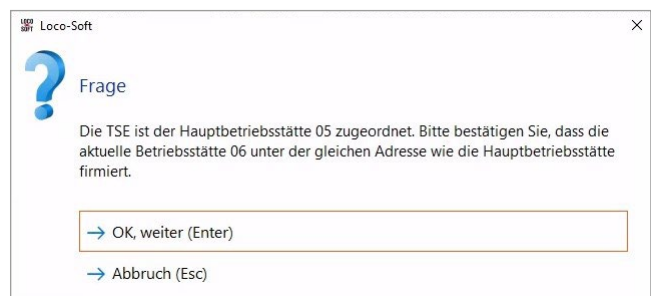 LOCO
SOFT
Loco-Soft
Frage
Die TSE ist der Hauptbetriebsstätte 05 zugeordnet. Bitte bestätigen Sie, dass die
aktuelle Betriebsstätte 06 unter der gleichen Adresse wie die Hauptbetriebsstätte
firmiert.
OK, weiter (Enter)
Abbruch (Esc)